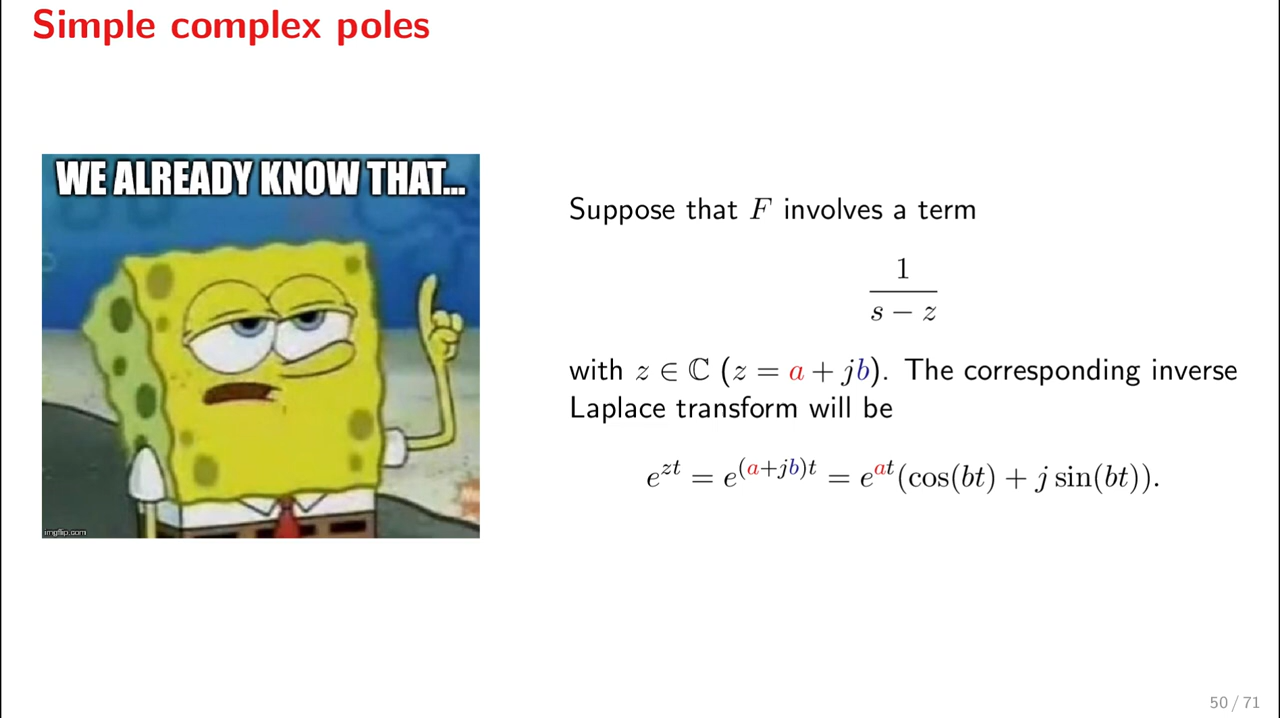 Simple complex poles
WE ALREADY KNOW THAT...
imgflip.com
Suppose that F involves a term
1
s − z
with z ∈ ℂ (z = a + jb). The corresponding inverse
Laplace transform will be
e^{zt} = e^{(a+jb)t} = e^{at}(cos(bt) + j sin(bt)).
50 / 71